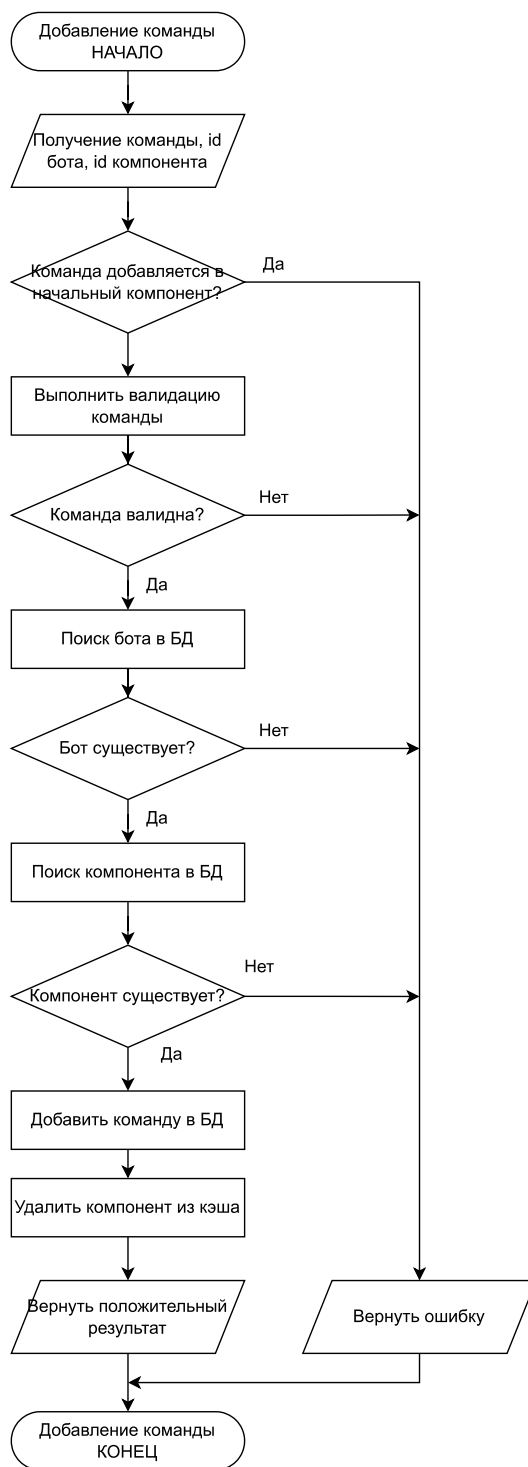 Добавление команды
НАЧАЛО
Получение команды, id
бота, id компонента
Команда добавляется в
начальный компонент?
Да
Выполнить валидацию
команды
Команда валидна?
Нет
Да
Поиск бота в БД
Бот существует?
Нет
Да
Поиск компонента в БД
Компонент существует?
Нет
Да
Добавить команду в БД
Удалить компонент из кэша
Вернуть положительный
результат
Вернуть ошибку
Добавление команды
КОНЕЦ